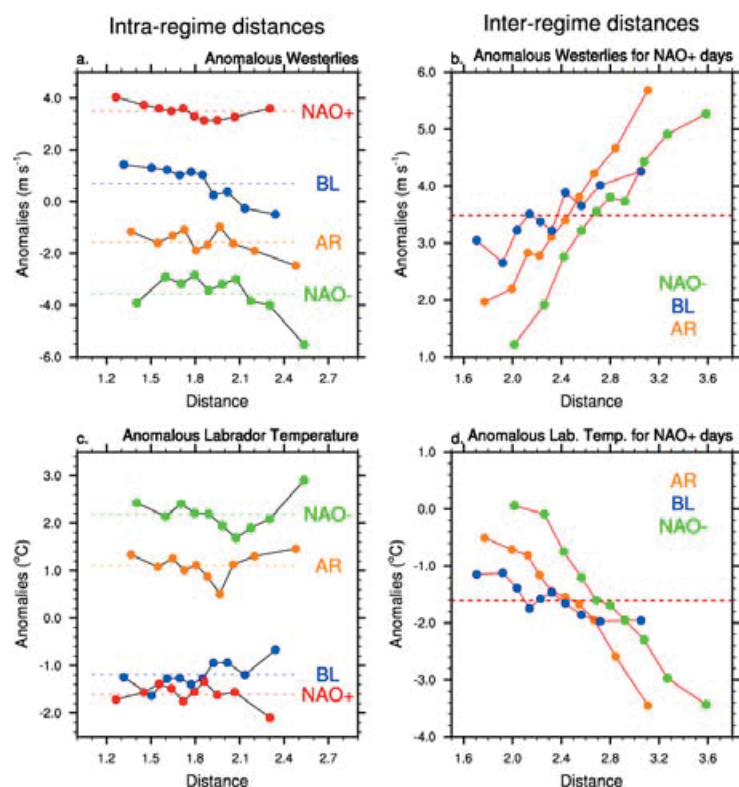 Intra-regime distances
Inter-regime distances
a. Anomalous Westerlies
4.0
2.0
0.0
-2.0
-4.0
-6.0
Anomalies (m s⁻¹)
NAO+
BL
AR
NAO-
1.2 1.5 1.8 2.1 2.4 2.7
Distance
b. Anomalous Westerlies for NAO+ days
6.0
5.0
4.0
3.0
2.0
1.0
Anomalies (m s⁻¹)
NAO-
BL
AR
1.6 2.0 2.4 2.8 3.2 3.6
Distance
c. Anomalous Labrador Temperature
3.0
2.0
1.0
0.0
-1.0
-2.0
Anomalies (°C)
NAO-
AR
BL
NAO+
1.2 1.5 1.8 2.1 2.4 2.7
Distance
d. Anomalous Lab. Temp. for NAO+ days
1.0
0.0
-1.0
-2.0
-3.0
-4.0
Anomalies (°C)
AR
BL
NAO-
1.6 2.0 2.4 2.8 3.2 3.6
Distance